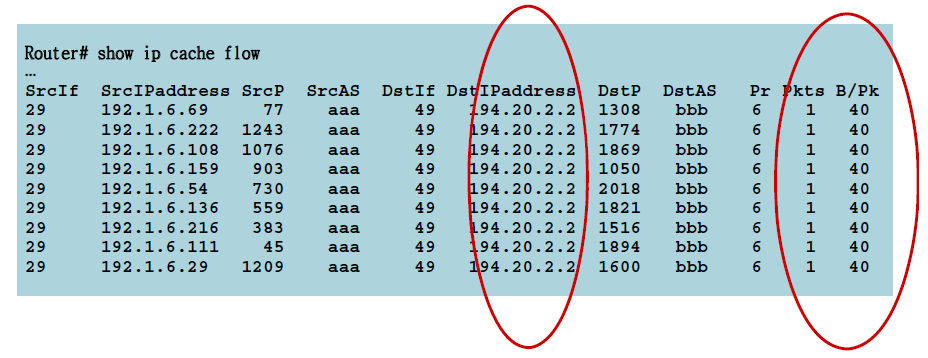 Router# show ip cache flow
…
SrcIf SrcIPaddress SrcP SrcAS DstIf DstIPaddress DstP DstAS Pr Pkts B/Pk
29 192.1.6.69 77 aaa 49 194.20.2.2 1308 bbb 6 1 40
29 192.1.6.222 1243 aaa 49 194.20.2.2 1774 bbb 6 1 40
29 192.1.6.108 1076 aaa 49 194.20.2.2 1869 bbb 6 1 40
29 192.1.6.159 903 aaa 49 194.20.2.2 1050 bbb 6 1 40
29 192.1.6.54 730 aaa 49 194.20.2.2 2018 bbb 6 1 40
29 192.1.6.136 559 aaa 49 194.20.2.2 1821 bbb 6 1 40
29 192.1.6.216 383 aaa 49 194.20.2.2 1516 bbb 6 1 40
29 192.1.6.111 45 aaa 49 194.20.2.2 1894 bbb 6 1 40
29 192.1.6.29 1209 aaa 49 194.20.2.2 1600 bbb 6 1 40